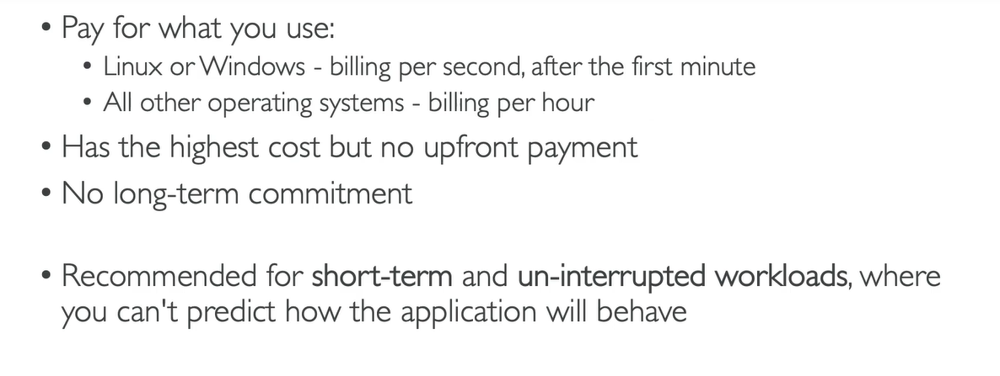 • Pay for what you use:
• Linux or Windows - billing per second, after the first minute
• All other operating systems - billing per hour
• Has the highest cost but no upfront payment
• No long-term commitment
• Recommended for short-term and un-interrupted workloads, where
you can't predict how the application will behave